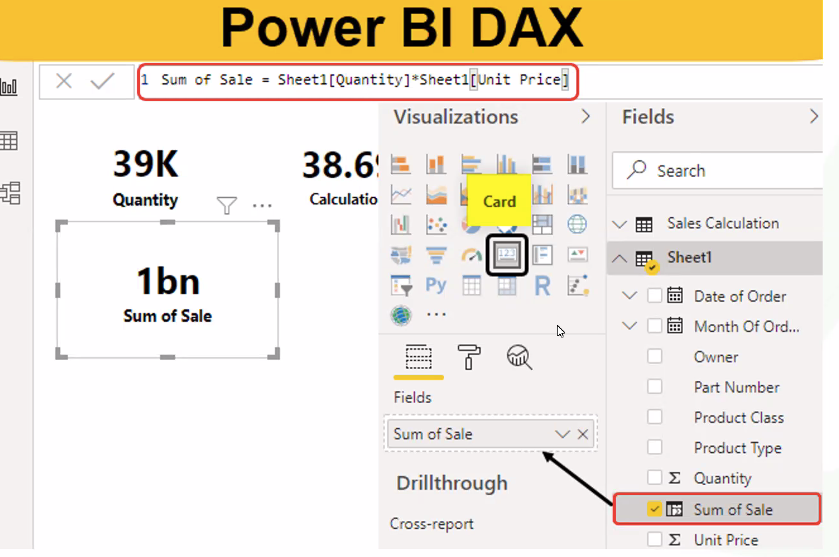 Power BI DAX
1 Sum of Sale = Sheet1[Quantity]*Sheet1[Unit Price]
Visualizations
Fields
39K
Quantity
38.6
Calculatio
Card
Search
1bn
Sum of Sale
Py
R
123
Sales Calculation
Sheet1
Date of Order
Month Of Ord...
Owner
Part Number
Product Class
Product Type
Σ Quantity
Sum of Sale
Σ Unit Price
Fields
Sum of Sale
Drillthrough
Cross-report